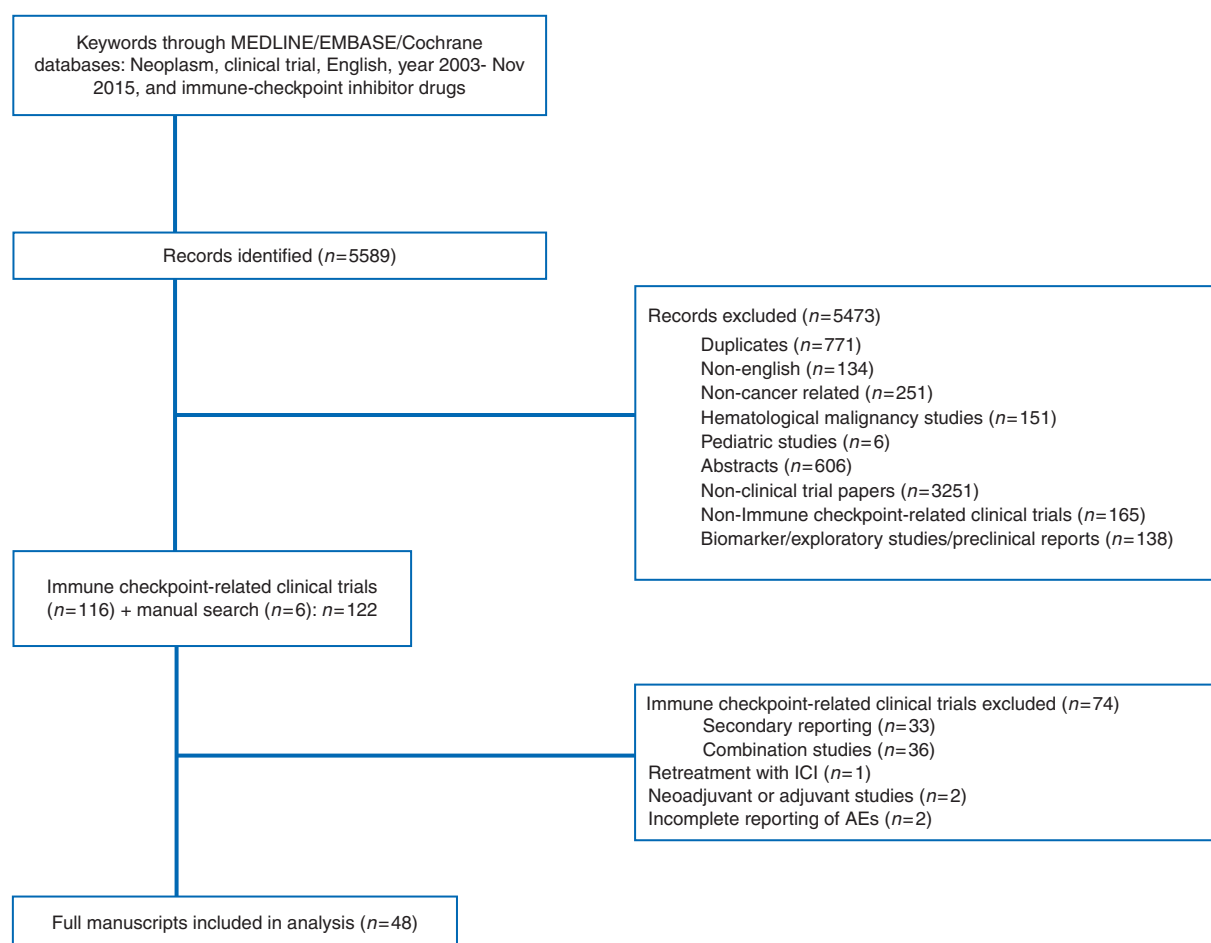 Keywords through MEDLINE/EMBASE/Cochrane
databases: Neoplasm, clinical trial, English, year 2003- Nov
2015, and immune-checkpoint inhibitor drugs
Records identified (n=5589)
Records excluded (n=5473)
Duplicates (n=771)
Non-english (n=134)
Non-cancer related (n=251)
Hematological malignancy studies (n=151)
Pediatric studies (n=6)
Abstracts (n=606)
Non-clinical trial papers (n=3251)
Non-Immune checkpoint-related clinical trials (n=165)
Biomarker/exploratory studies/preclinical reports (n=138)
Immune checkpoint-related clinical trials
(n=116) + manual search (n=6): n=122
Immune checkpoint-related clinical trials excluded (n=74)
Secondary reporting (n=33)
Combination studies (n=36)
Retreatment with ICI (n=1)
Neoadjuvant or adjuvant studies (n=2)
Incomplete reporting of AEs (n=2)
Full manuscripts included in analysis (n=48)